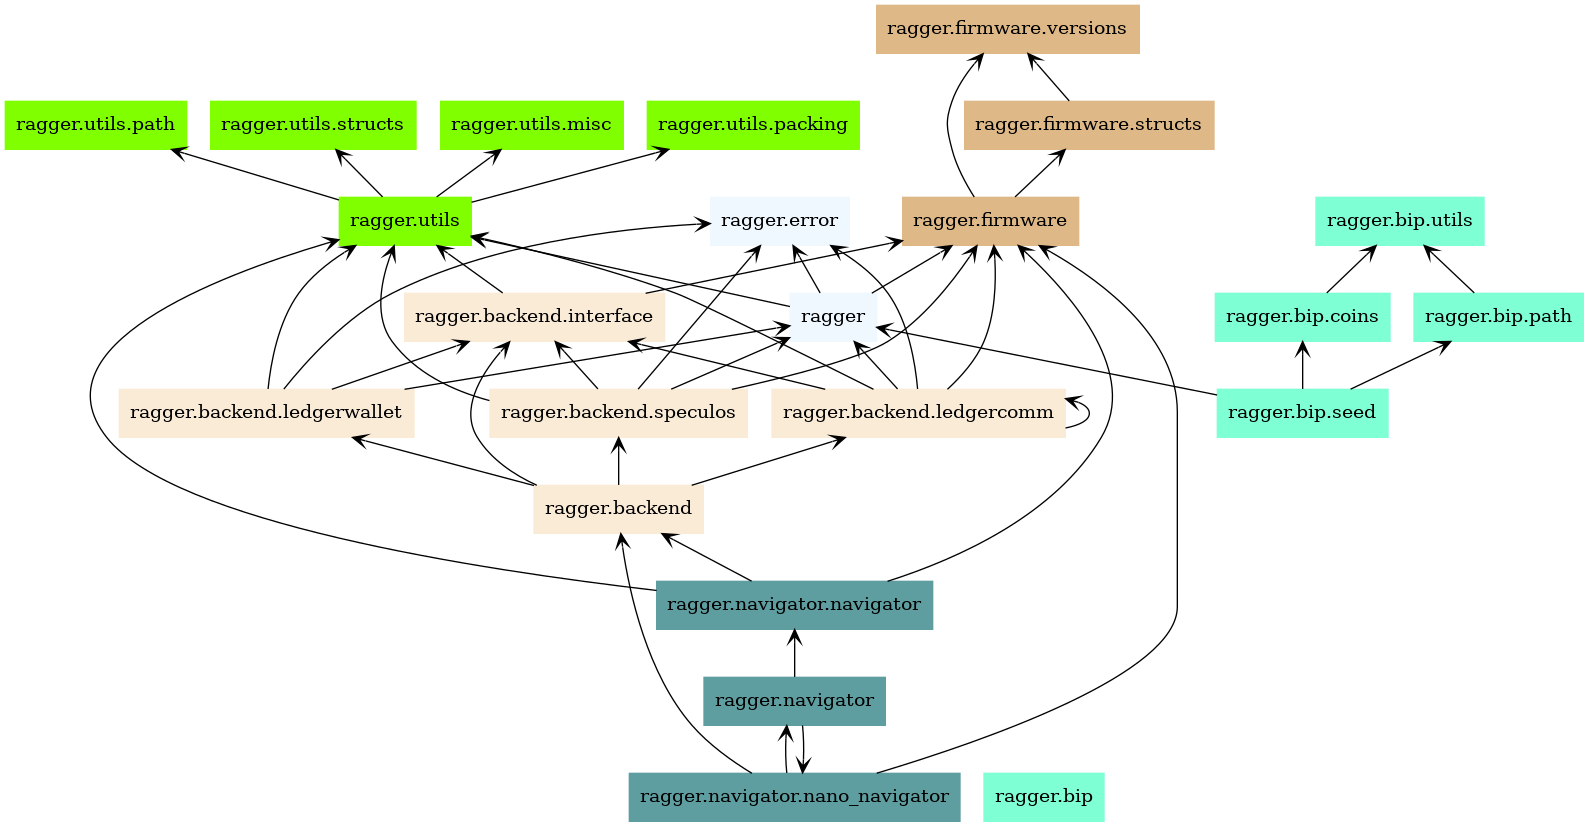 ragger.firmware.versions
ragger.utils.path
ragger.utils.structs
ragger.utils.misc
ragger.utils.packing
ragger.firmware.structs
ragger.utils
ragger.error
ragger.firmware
ragger.bip.utils
ragger.backend.interface
ragger
ragger.bip.coins
ragger.bip.path
ragger.backend.ledgerwallet
ragger.backend.speculos
ragger.backend.ledgercomm
ragger.bip.seed
ragger.backend
ragger.navigator.navigator
ragger.navigator
ragger.navigator.nano_navigator
ragger.bip